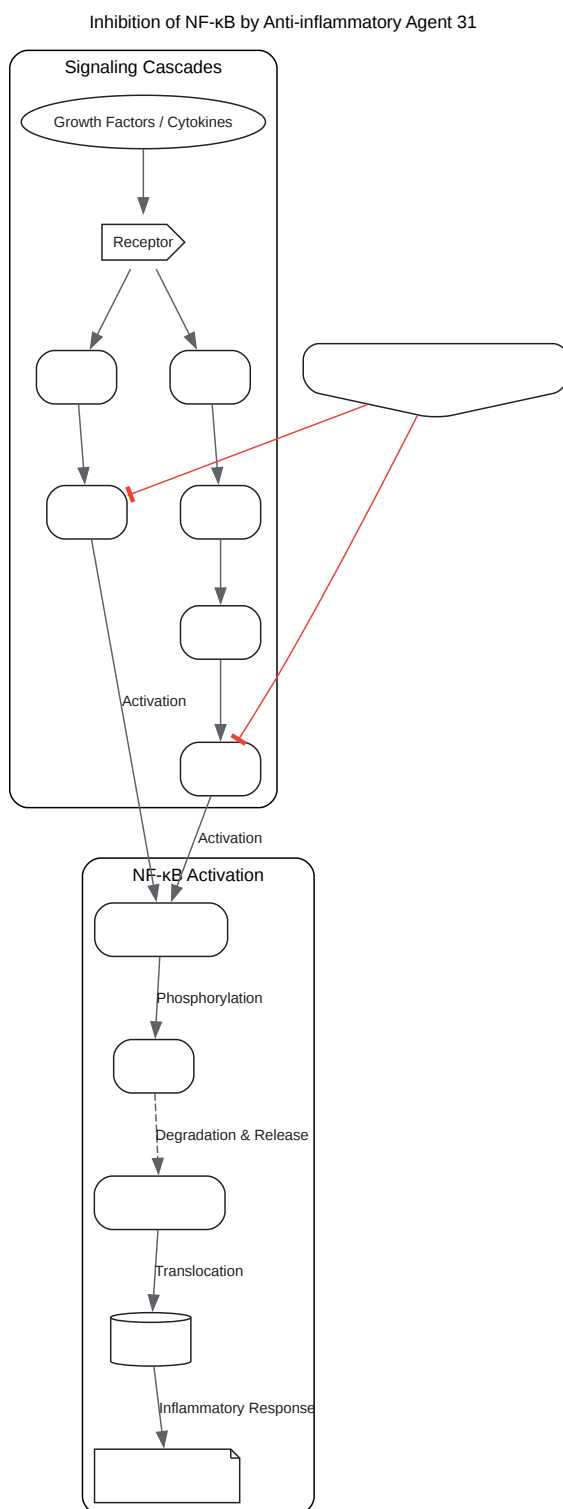 Inhibition of NF-κB by Anti-inflammatory Agent 31
Signaling Cascades
Growth Factors / Cytokines
Receptor
Activation
Activation
NF-κB Activation
Phosphorylation
Degradation & Release
Translocation
Inflammatory Response